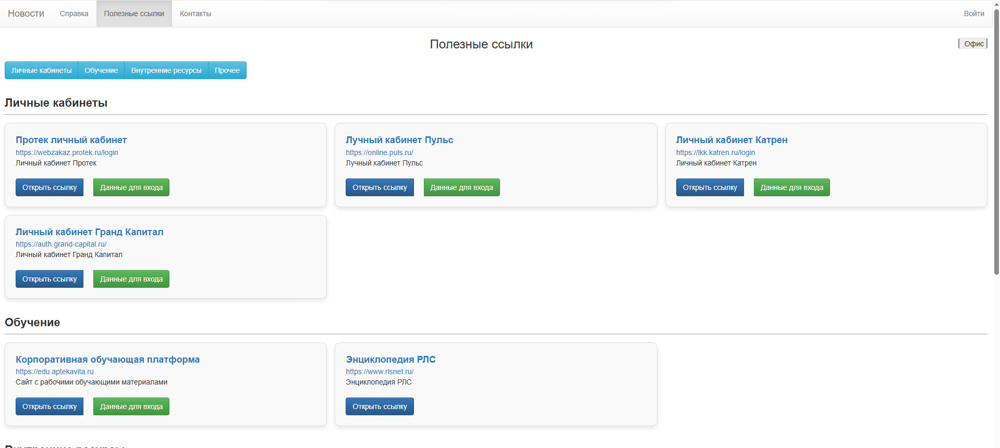 Новости Справка Полезные ссылки Контакты Войти
Полезные ссылки Офис
Личные кабинеты Обучение Внутренние ресурсы Прочее
Личные кабинеты
Протек личный кабинет
https://webzakaz.protek.ru/login
Личный кабинет Протек
Открыть ссылку Данные для входа
Лучный кабинет Пульс
https://online.puls.ru/
Лучный кабинет Пульс
Открыть ссылку Данные для входа
Личный кабинет Катрен
https://lkk.katren.ru/login
Личный кабинет Катрен
Открыть ссылку Данные для входа
Личный кабинет Гранд Капитал
https://auth.grand-capital.ru/
Личный кабинет Гранд Капитал
Открыть ссылку Данные для входа
Обучение
Корпоративная обучающая платформа
https://edu.aptekavita.ru
Сайт с рабочими обучающими материалами
Открыть ссылку Данные для входа
Энциклопедия РЛС
https://www.rlsnet.ru/
Энциклопедия РЛС
Открыть ссылку